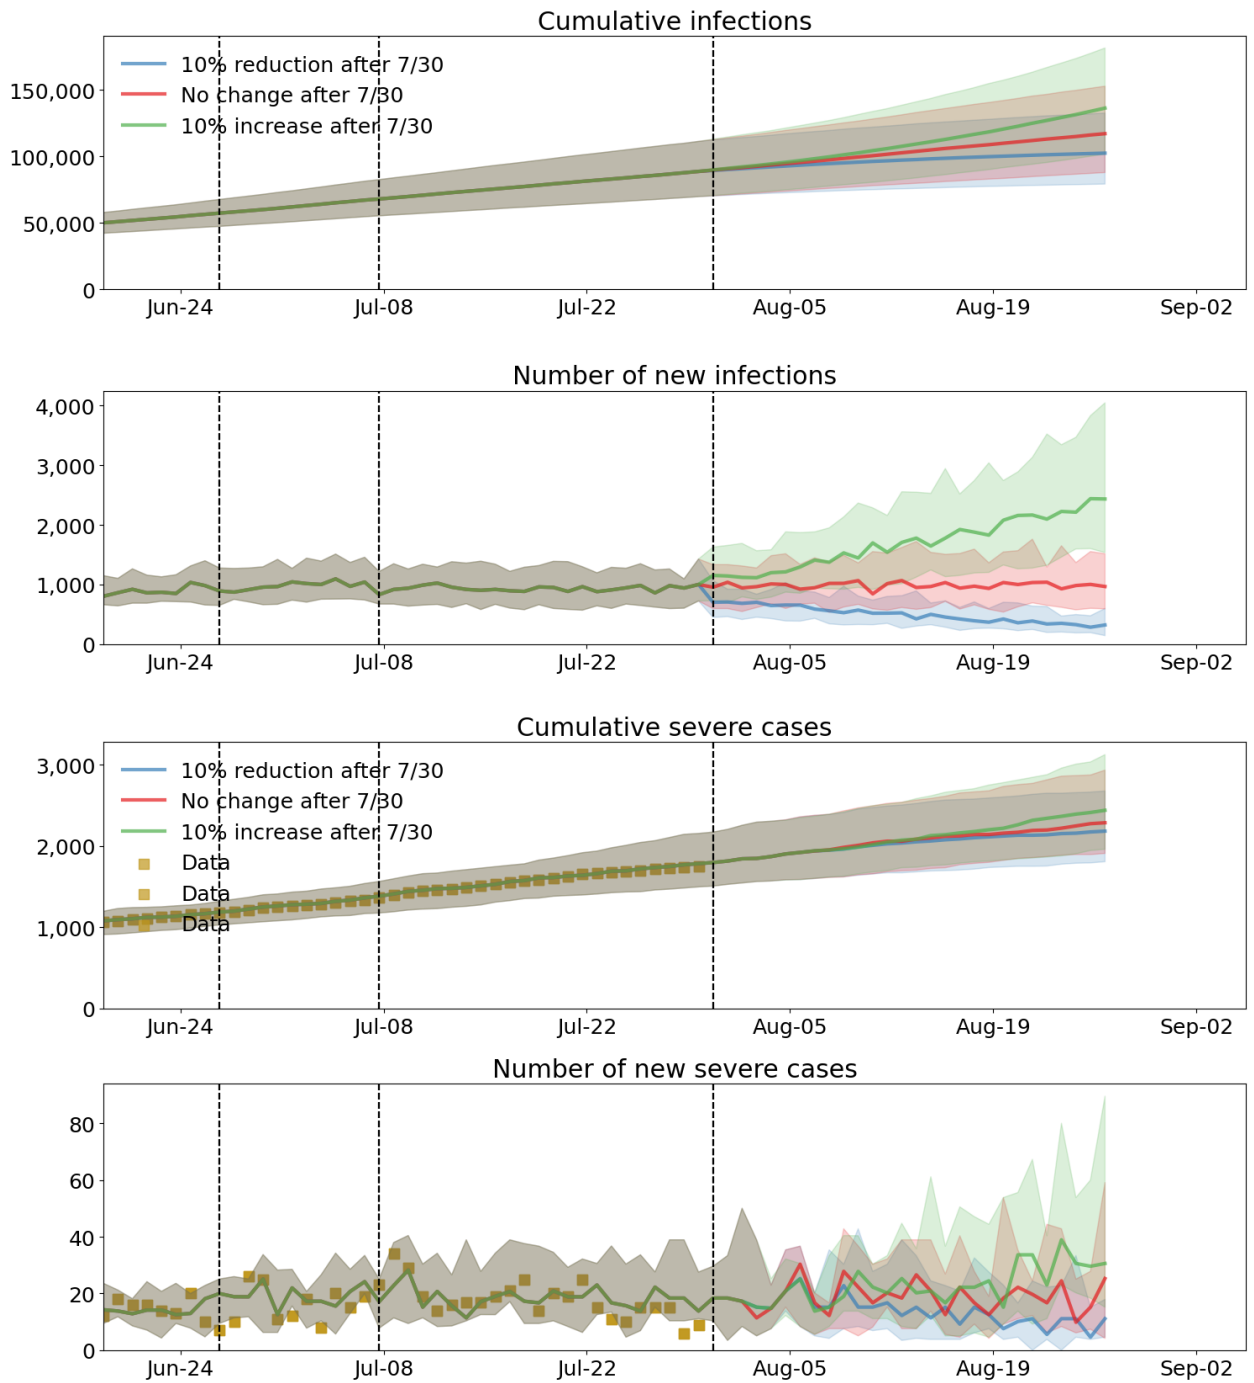 Cumulative infections
10% reduction after 7/30
No change after 7/30
10% increase after 7/30
150,000
100,000
50,000
0
Jun-24 Jul-08 Jul-22 Aug-05 Aug-19 Sep-02
Number of new infections
4,000
3,000
2,000
1,000
0
Jun-24 Jul-08 Jul-22 Aug-05 Aug-19 Sep-02
Cumulative severe cases
3,000
10% reduction after 7/30
No change after 7/30
10% increase after 7/30
2,000
Data
Data
Data
1,000
0
Jun-24 Jul-08 Jul-22 Aug-05 Aug-19 Sep-02
Number of new severe cases
80
60
40
20
0
Jun-24 Jul-08 Jul-22 Aug-05 Aug-19 Sep-02